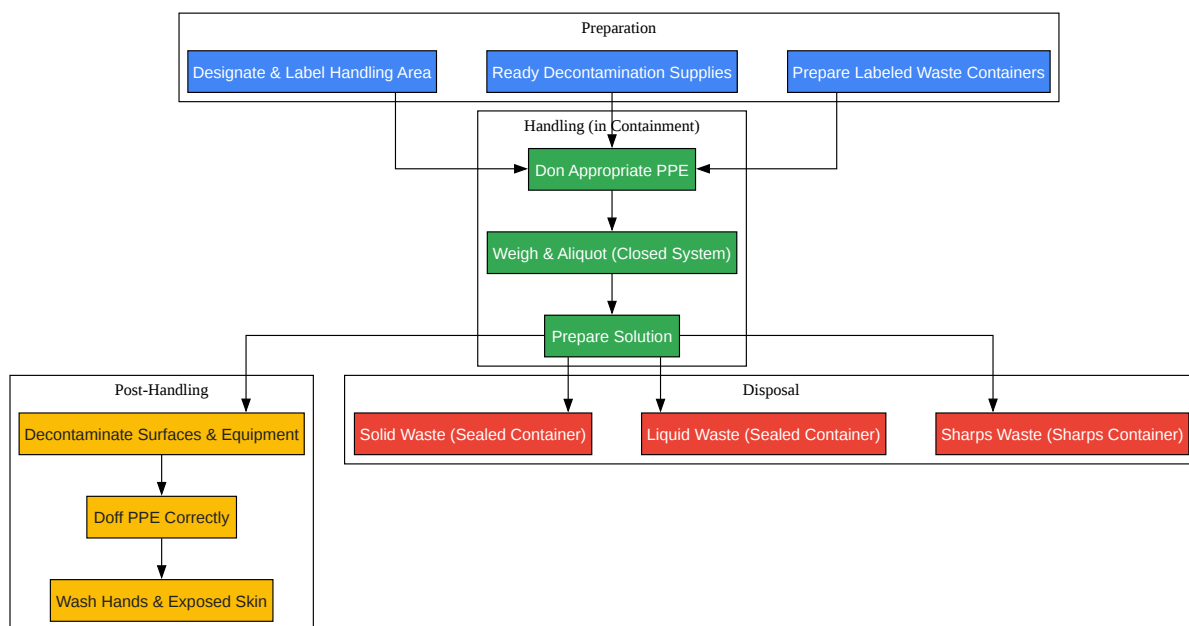 Preparation
Designate & Label Handling Area
Ready Decontamination Supplies
Prepare Labeled Waste Containers
Handling (in Containment)
Don Appropriate PPE
Weigh & Aliquot (Closed System)
Prepare Solution
Post-Handling
Decontaminate Surfaces & Equipment
Doff PPE Correctly
Wash Hands & Exposed Skin
Disposal
Solid Waste (Sealed Container)
Liquid Waste (Sealed Container)
Sharps Waste (Sharps Container)